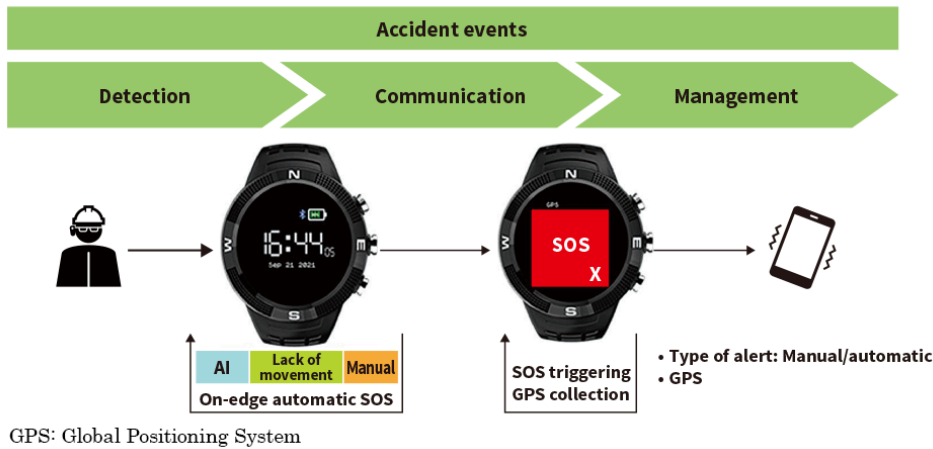 Accident events
Detection
Communication
Management
N
W
E
S
16:44 05
Sep 21 2021
N
W
E
S
GPS
SOS
X
AI
Lack of
movement
Manual
On-edge automatic SOS
SOS triggering
GPS collection
• Type of alert: Manual/automatic
• GPS
GPS: Global Positioning System